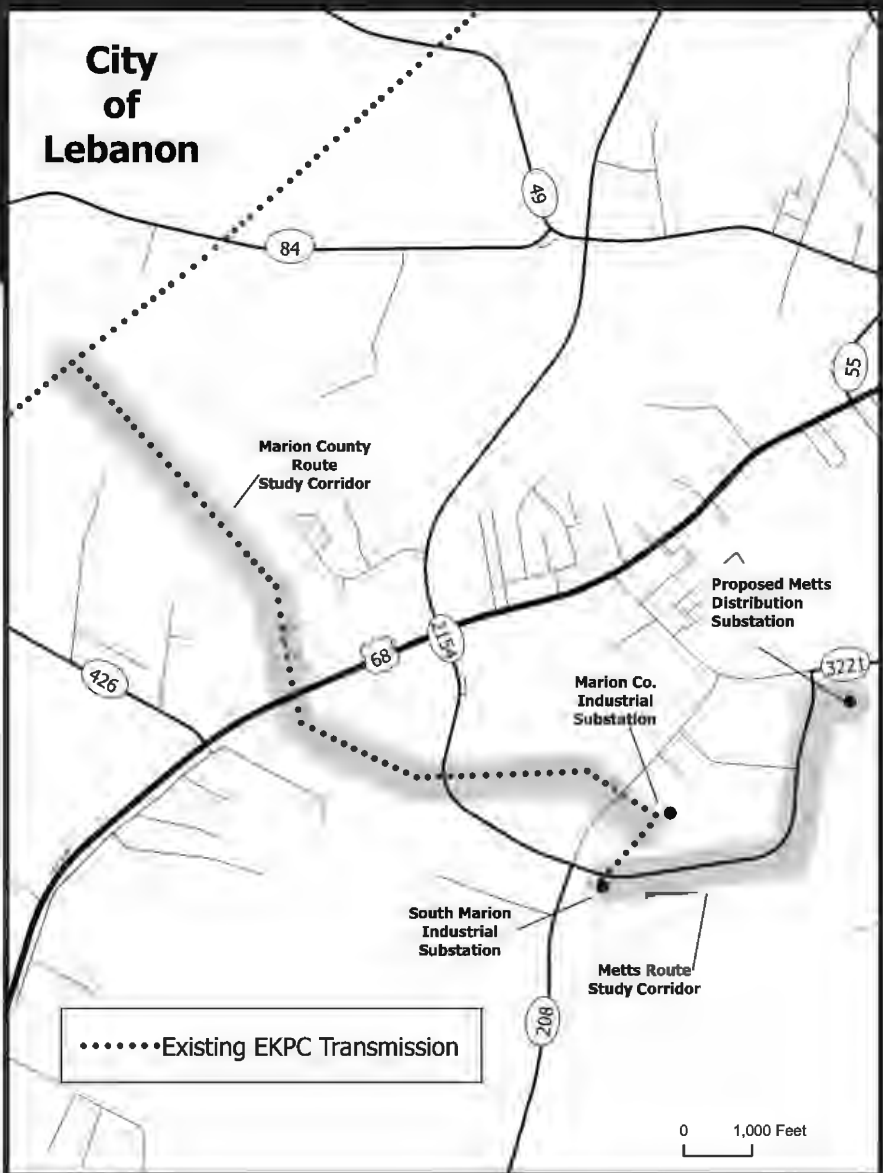 City
of
Lebanon
49
84
55
Marion County
Route
Study Corridor
Proposed Metts
Distribution
Substation
2154
68
3221
426
Marion Co.
Industrial
Substation
South Marion
Industrial
Substation
Metts Route
Study Corridor
208
Existing EKPC Transmission
0 1,000 Feet